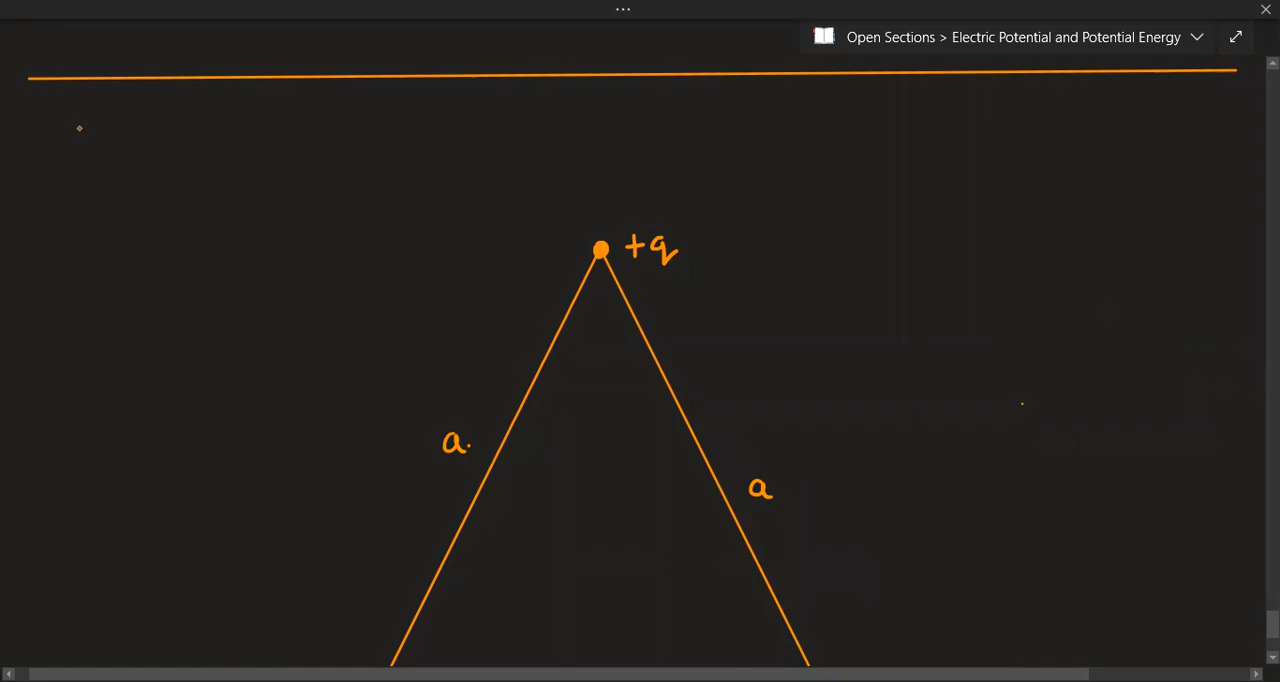 ...
Open Sections > Electric Potential and Potential Energy
+q
a.
a